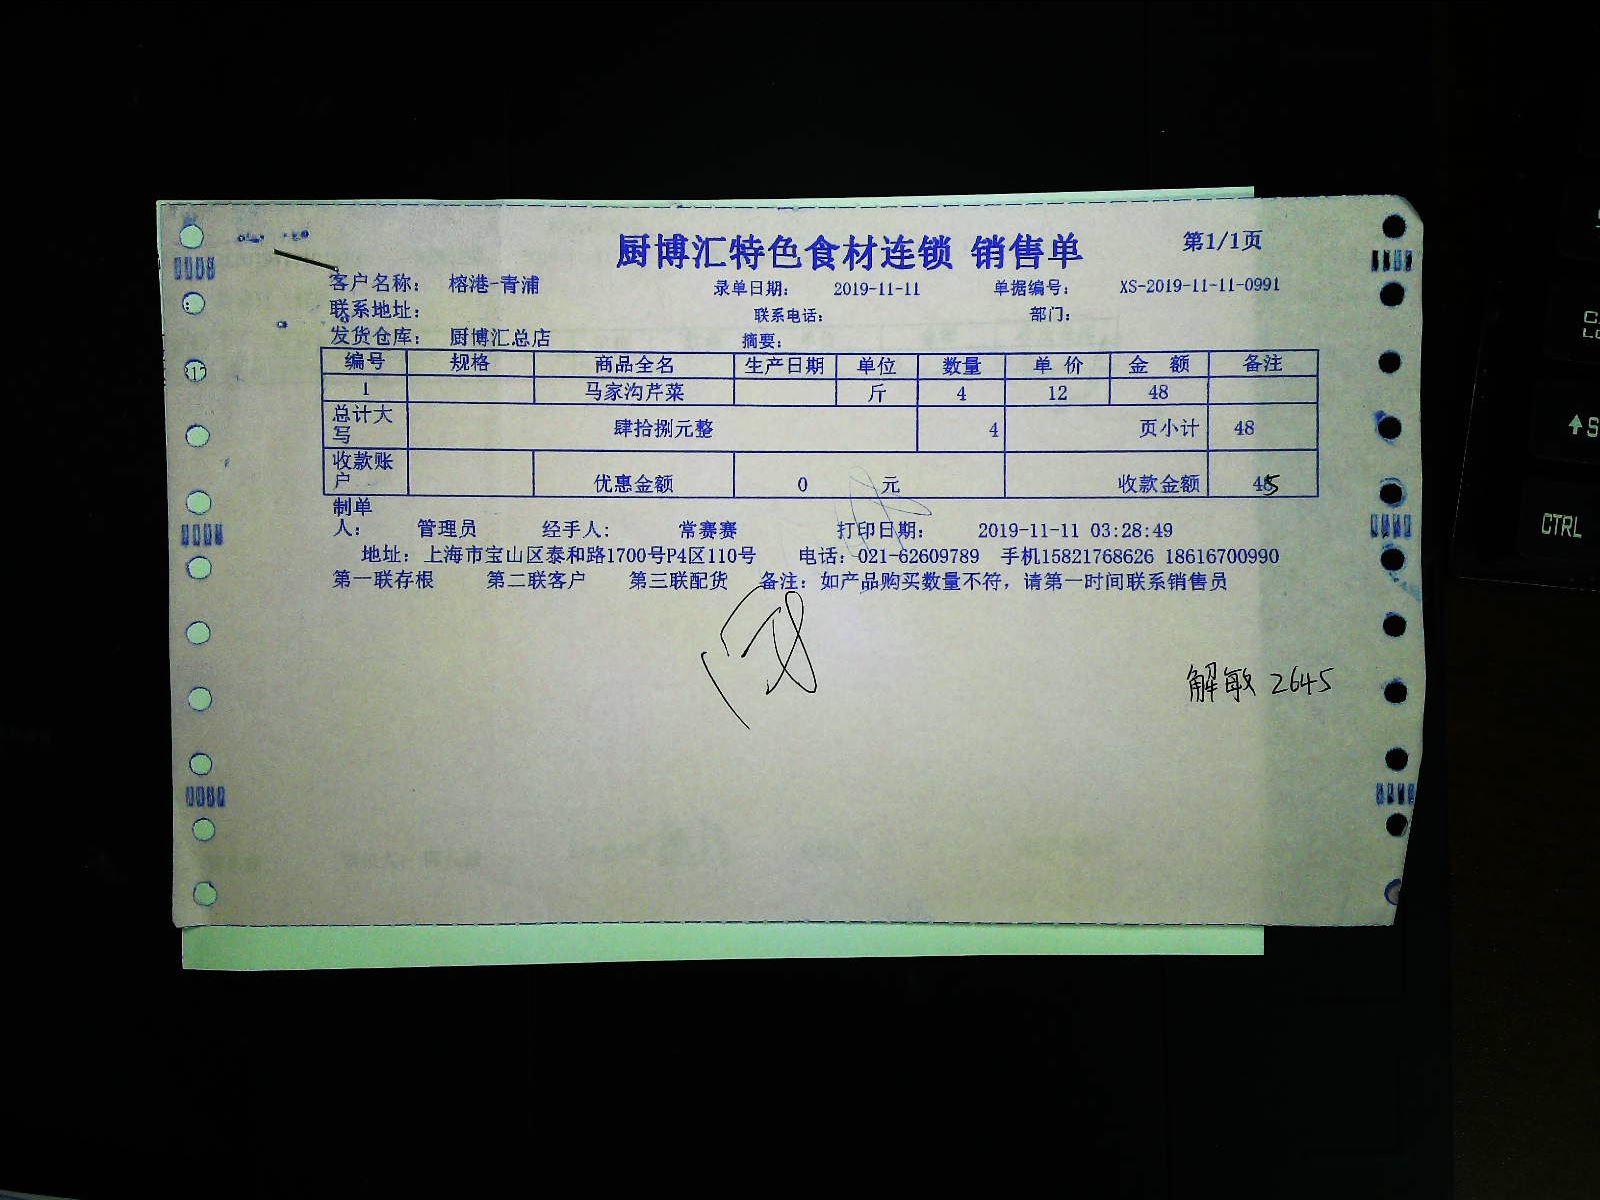 厨博汇特色食材连锁 销售单 第1/1页
客户名称： 榕港-青浦 录单日期： 2019-11-11 单据编号： XS-2019-11-11-0991
联系地址： 联系电话： 部门：
发货仓库： 厨博汇总店 摘要：
编号 规格 商品全名 生产日期 单位 数量 单 价 金 额 备注
1 马家沟芹菜 斤 4 12 48
总计大写 肆拾捌元整 4 页小计 48
收款账户 优惠金额 0 元 收款金额
制单人： 管理员 经手人： 常赛赛 打印日期： 2019-11-11 03:28:49
地址：上海市宝山区泰和路1700号P4区110号 电话：021-62609789 手机15821768626 18616700990
第一联存根 第二联客户 第三联配货 备注：如产品购买数量不符，请第一时间联系销售员
解敏 2645
CTRL